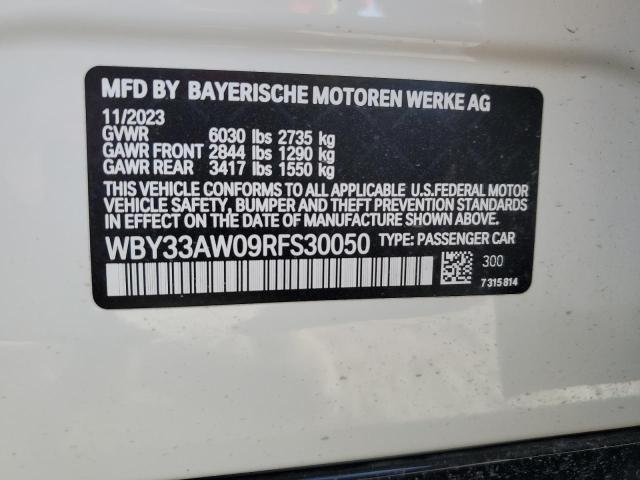 MFD BY BAYERISCHE MOTOREN WERKE AG
11/2023
GVWR 6030 lbs 2735 kg
GAWR FRONT 2844 lbs 1290 kg
GAWR REAR 3417 lbs 1550 kg
THIS VEHICLE CONFORMS TO ALL APPLICABLE U.S.FEDERAL MOTOR
VEHICLE SAFETY, BUMPER AND THEFT PREVENTION STANDARDS
IN EFFECT ON THE DATE OF MANUFACTURE SHOWN ABOVE.
WBY33AW09RFS30050 TYPE: PASSENGER CAR
300
7315814